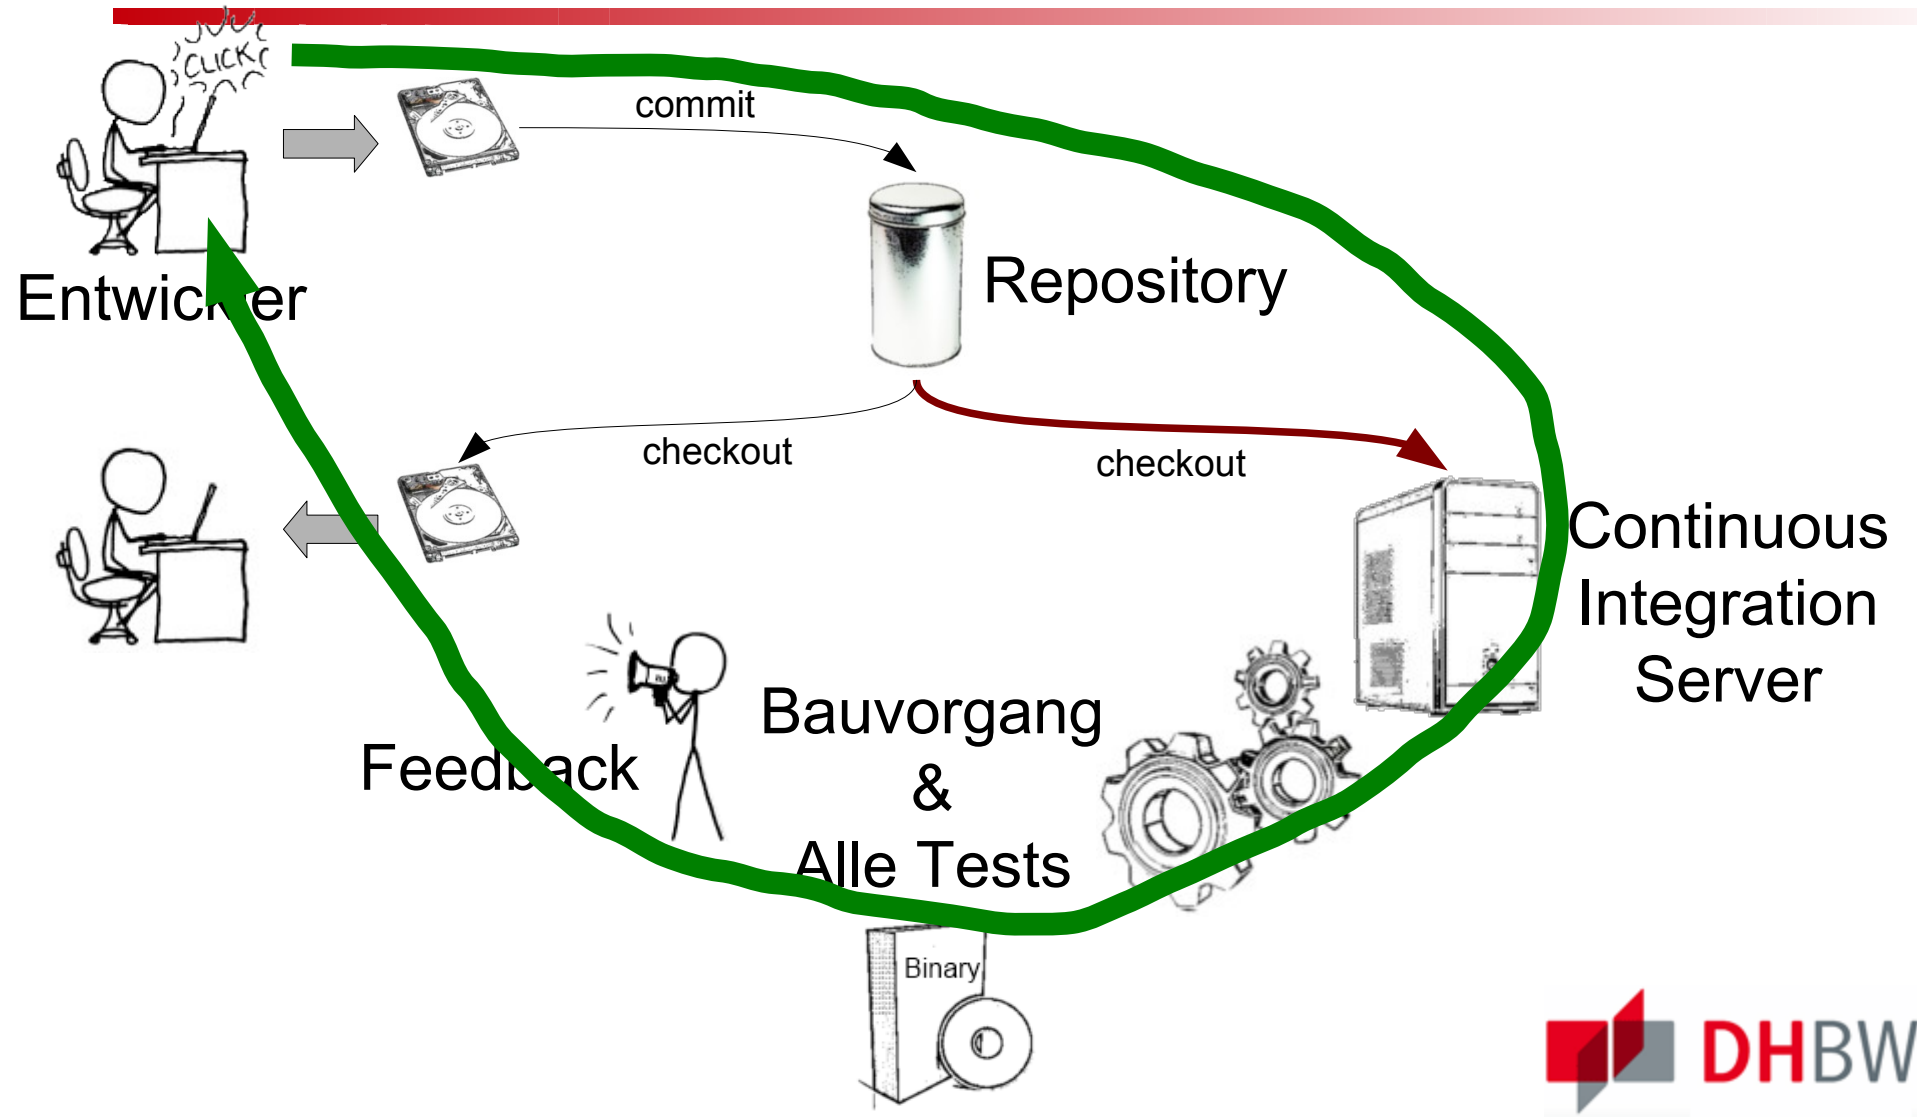 CLICK
commit
Repository
Entwickler
checkout
checkout
Continuous
Integration
Server
Bauvorgang
&
Alle Tests
Feedback
Binary
DHBW